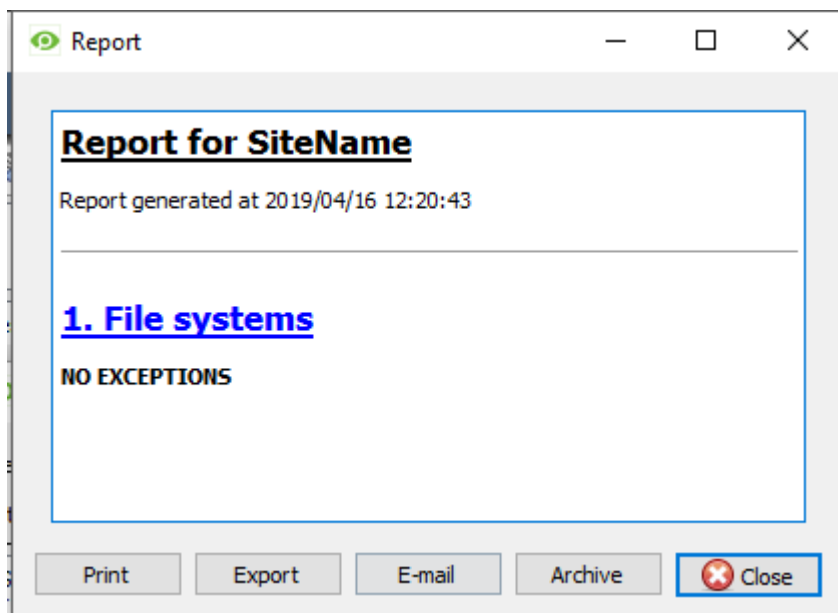 Report
Report for SiteName
Report generated at 2019/04/16 12:20:43
1. File systems
NO EXCEPTIONS
Print Export E-mail Archive Close